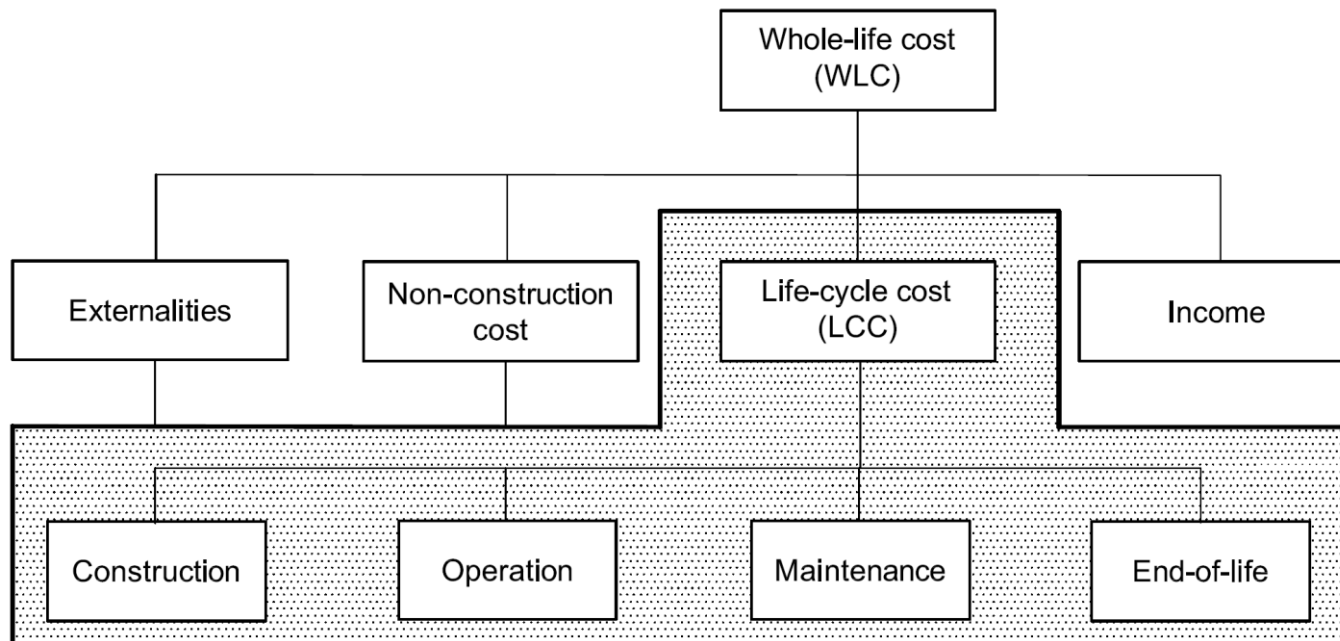 Whole-life cost
(WLC)
Externalities
Non-construction
cost
Life-cycle cost
(LCC)
Income
Construction
Operation
Maintenance
End-of-life